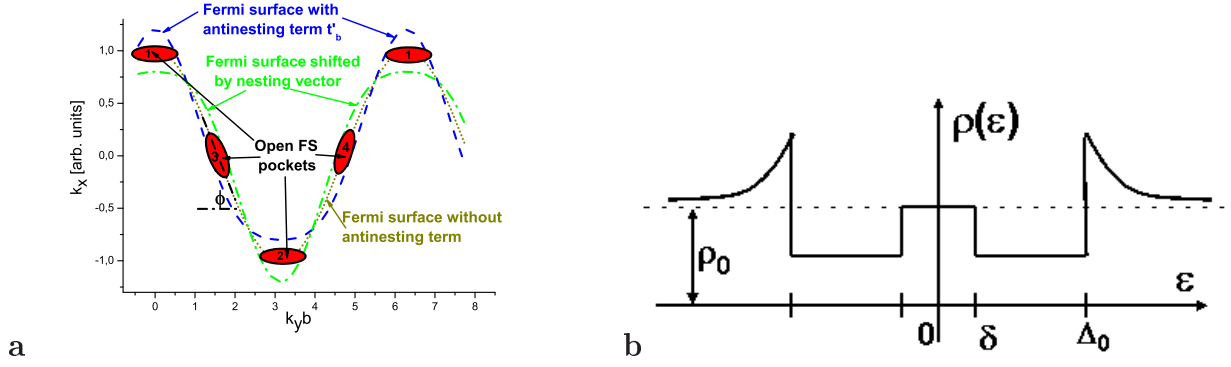 Fermi surface with
antinesting term t'b
1,0
1
1
Fermi surface shifted
by nesting vector
0,5
kx [arb. units]
0,0
3
Open FS
pockets
4
ϕ
-0,5
Fermi surface without
antinesting term
-1,0
2
0 1 2 3 4 5 6 7 8
kyb
a
ρ(ε)
ρ0
ε
0
δ
Δ0
b